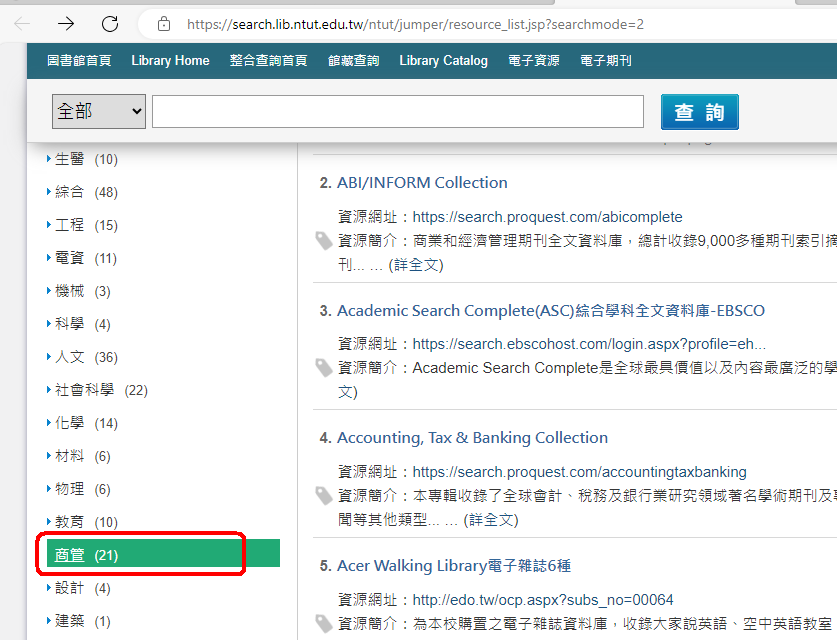 https://search.lib.ntut.edu.tw/ntut/jumper/resource_list.jsp?searchmode=2
圖書館首頁 Library Home 整合查詢首頁 館藏查詢 Library Catalog 電子資源 電子期刊
全部 查 詢
生醫 (10)
綜合 (48)
工程 (15)
電資 (11)
機械 (3)
科學 (4)
人文 (36)
社會科學 (22)
化學 (14)
材料 (6)
物理 (6)
教育 (10)
商管 (21)
設計 (4)
建築 (1)
2. ABI/INFORM Collection
資源網址：https://search.proquest.com/abicomplete
資源簡介：商業和經濟管理期刊全文資料庫，總計收錄9,000多種期刊索引摘
刊... ... (詳全文)
3. Academic Search Complete(ASC)綜合學科全文資料庫-EBSCO
資源網址：https://search.ebscohost.com/login.aspx?profile=eh...
資源簡介：Academic Search Complete是全球最具價值以及內容最廣泛的學
文)
4. Accounting, Tax & Banking Collection
資源網址：https://search.proquest.com/accountingtaxbanking
資源簡介：本專輯收錄了全球會計、稅務及銀行業研究領域著名學術期刊及專
聞等其他類型... ... (詳全文)
5. Acer Walking Library電子雜誌6種
資源網址：http://edo.tw/ocp.aspx?subs_no=00064
資源簡介：為本校購置之電子雜誌資料庫，收錄大家說英語、空中英語教室